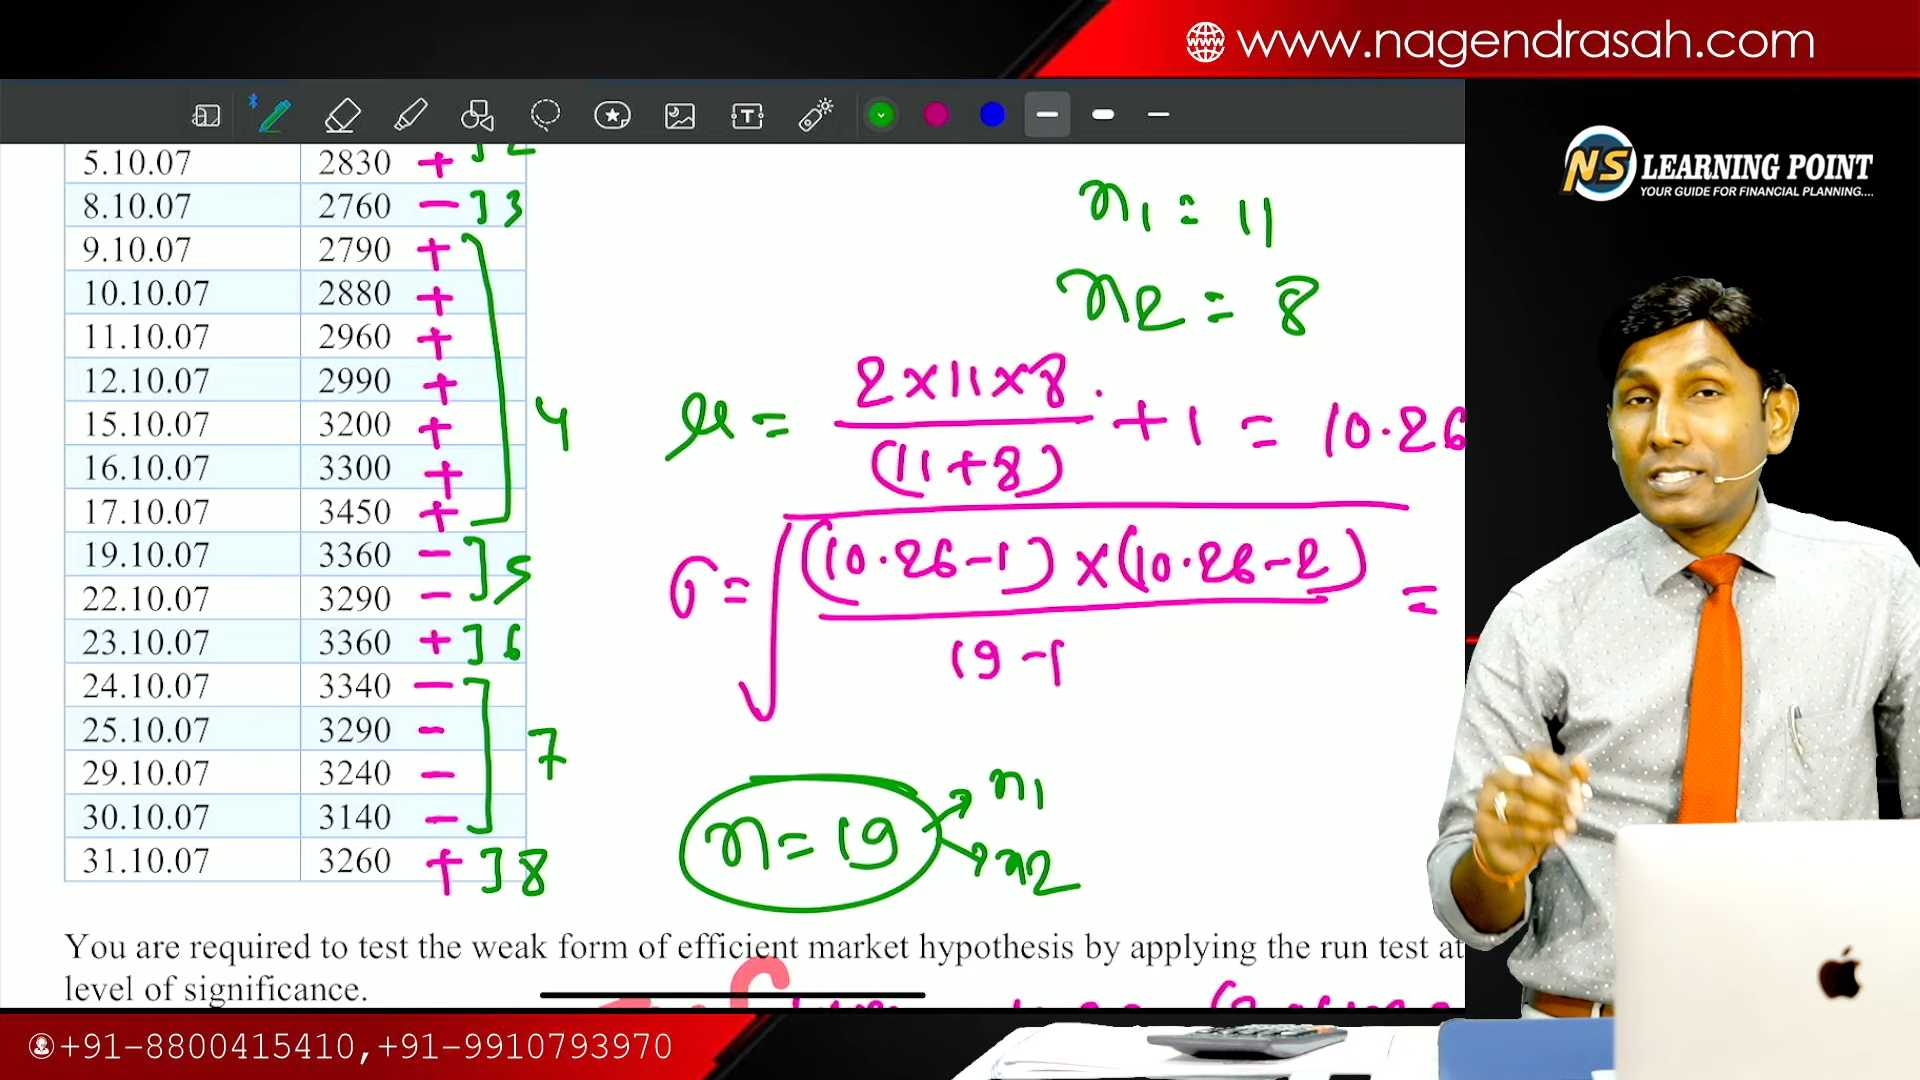 www.nagendrasah.com
NS LEARNING POINT
YOUR GUIDE FOR FINANCIAL PLANNING....
5.10.07 2830 + ] 2
8.10.07 2760 - ] 3
9.10.07 2790 +
10.10.07 2880 +
11.10.07 2960 +
12.10.07 2990 +
15.10.07 3200 + ] 4
16.10.07 3300 +
17.10.07 3450 +
19.10.07 3360 - ] 5
22.10.07 3290 -
23.10.07 3360 + ] 6
24.10.07 3340 -
25.10.07 3290 - ] 7
29.10.07 3240 -
30.10.07 3140 -
31.10.07 3260 + ] 8
n1 = 11
n2 = 8
μ = 2×11×8 / (11+8) + 1 = 10.26
σ = √ (10.26-1) × (10.26-2) / 19-1 =
n = 19
n1
n2
You are required to test the weak form of efficient market hypothesis by applying the run test at
level of significance.
+91-8800415410,+91-9910793970